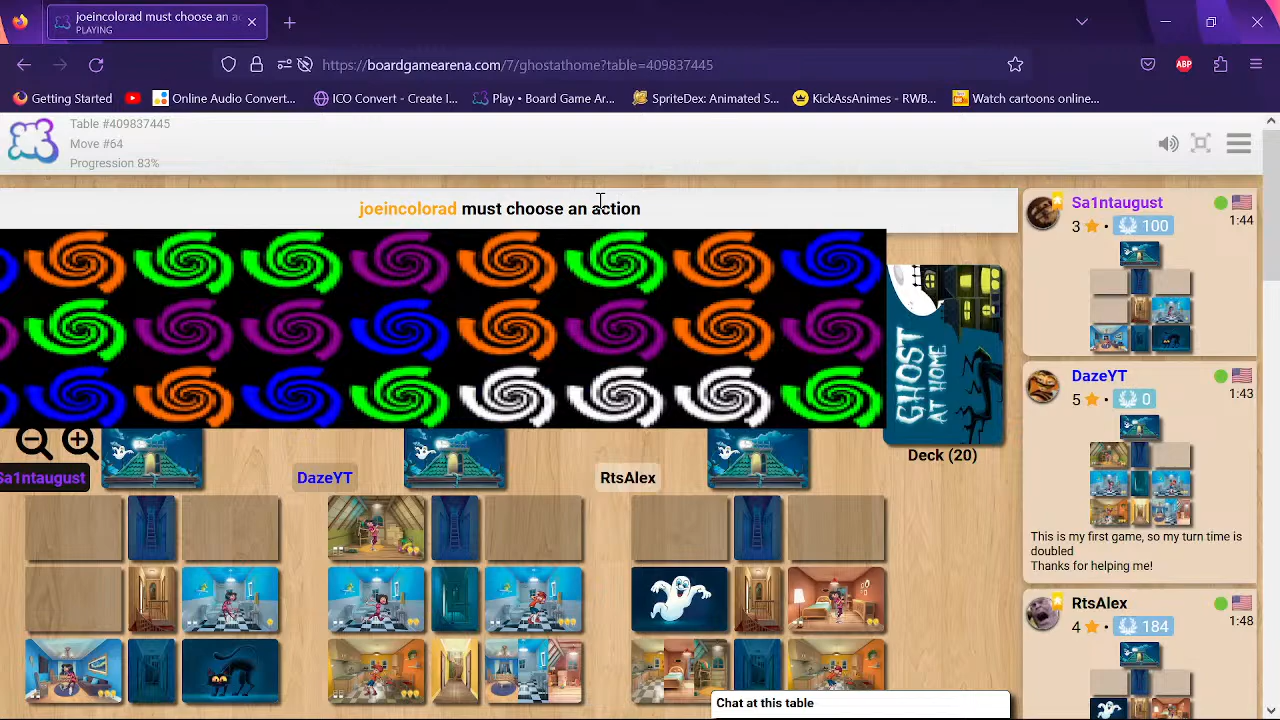 joeincolorad must choose an a
PLAYING
https://boardgamearena.com/7/ghostathome?table=409837445
Getting Started
Online Audio Convert...
ICO Convert - Create I...
Play • Board Game Ar...
SpriteDex: Animated S...
KickAssAnimes - RWB...
Watch cartoons online...
ABP
Table #409837445
Move #64
Progression 83%
joeincolorad must choose an action
Sa1ntaugust
1:44
3 • 100
DazeYT
1:43
5 • 0
This is my first game, so my turn time is
doubled
Thanks for helping me!
RtsAlex
1:48
4 • 184
GHOST
AT HOME
Deck (20)
Sa1ntaugust
DazeYT
RtsAlex
Chat at this table